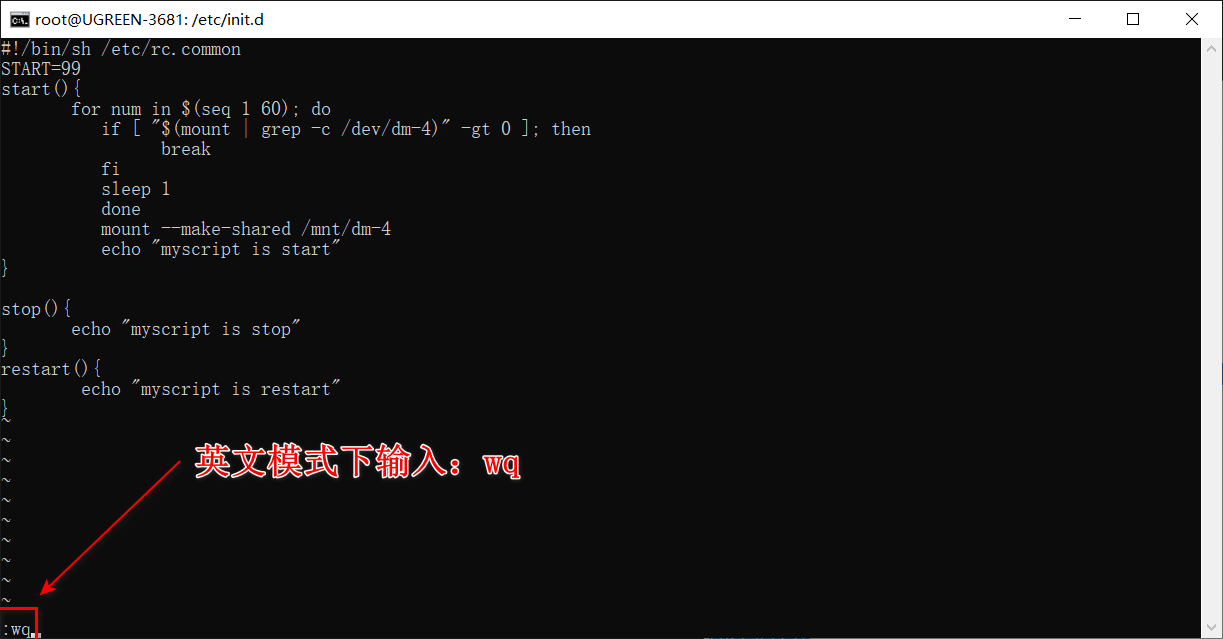 root@UGREEN-3681: /etc/init.d
#!/bin/sh /etc/rc.common
START=99
start(){
       for num in $(seq 1 60); do
          if [ "$(mount | grep -c /dev/dm-4)" -gt 0 ]; then
                break
          fi
          sleep 1
          done
          mount --make-shared /mnt/dm-4
          echo "myscript is start"
}

stop(){
       echo "myscript is stop"
}
restart(){
        echo "myscript is restart"
}
~
~
~
~
~
~
~
~
~
~
英文模式下输入：wq
:wq